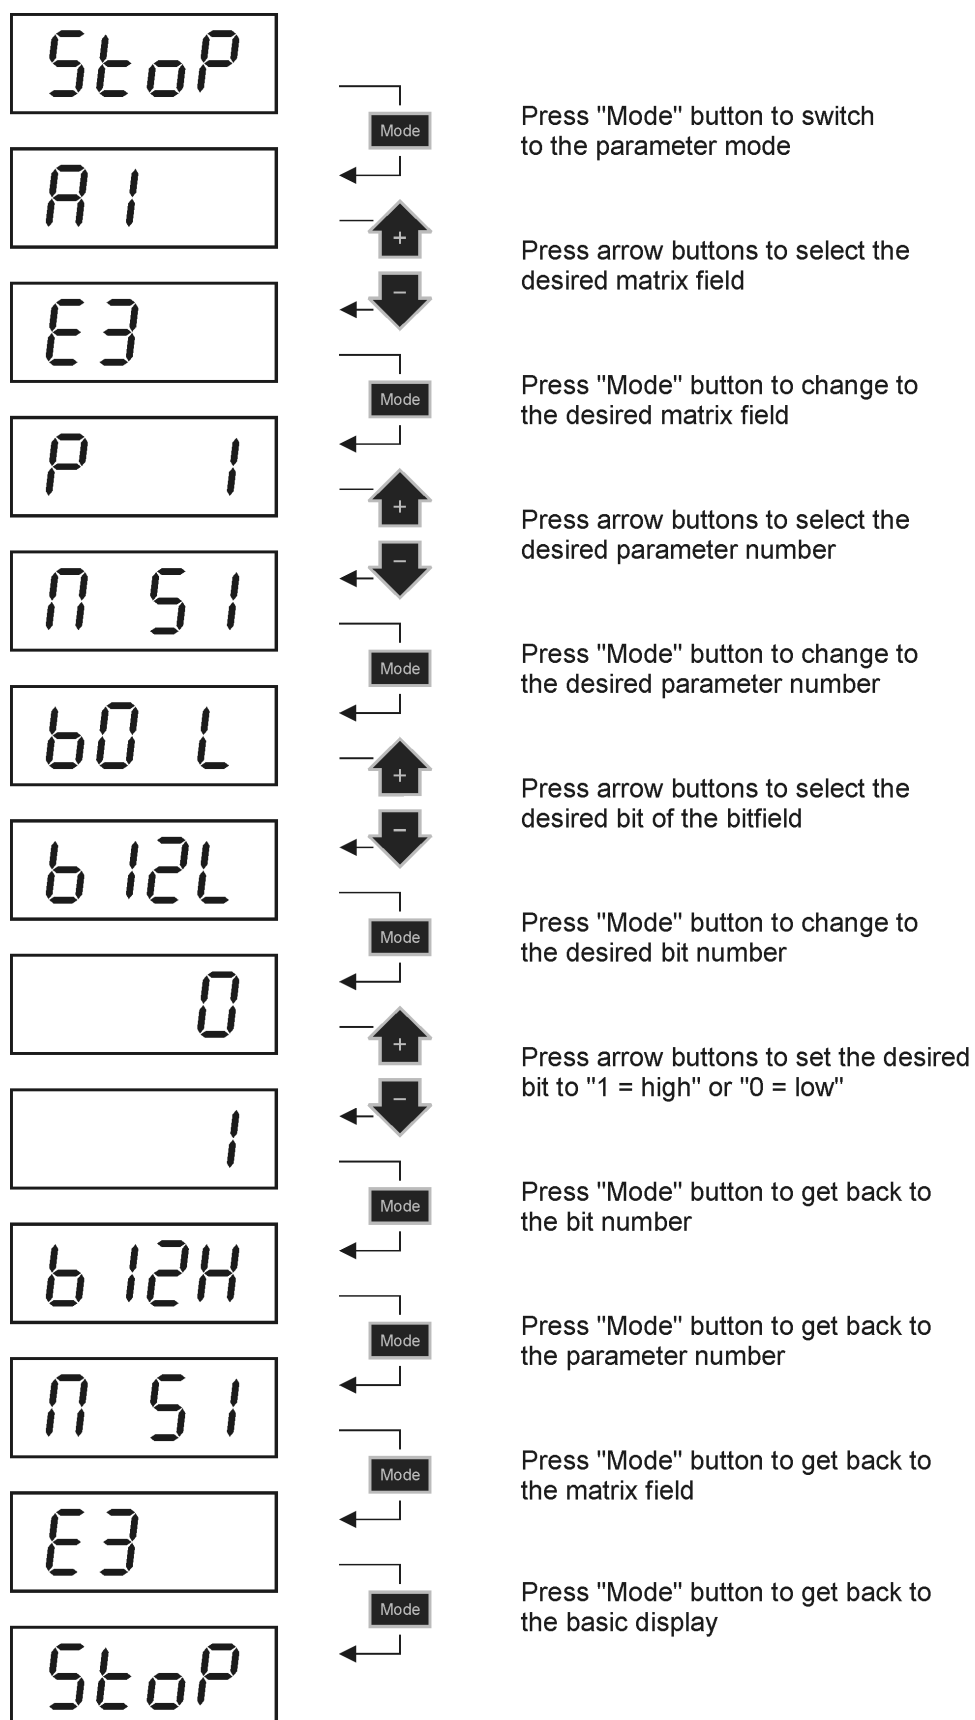 StoP
Mode
Press "Mode" button to switch
to the parameter mode
A1
+
Press arrow buttons to select the
desired matrix field
−
E3
Mode
Press "Mode" button to change to
the desired matrix field
P 1
+
Press arrow buttons to select the
desired parameter number
−
n 51
Mode
Press "Mode" button to change to
the desired parameter number
b0 L
+
Press arrow buttons to select the
desired bit of the bitfield
−
b12L
Mode
Press "Mode" button to change to
the desired bit number
0
+
Press arrow buttons to set the desired
bit to "1 = high" or "0 = low"
−
1
Mode
Press "Mode" button to get back to
the bit number
b12H
Mode
Press "Mode" button to get back to
the parameter number
n 51
Mode
Press "Mode" button to get back to
the matrix field
E3
Mode
Press "Mode" button to get back to
the basic display
StoP